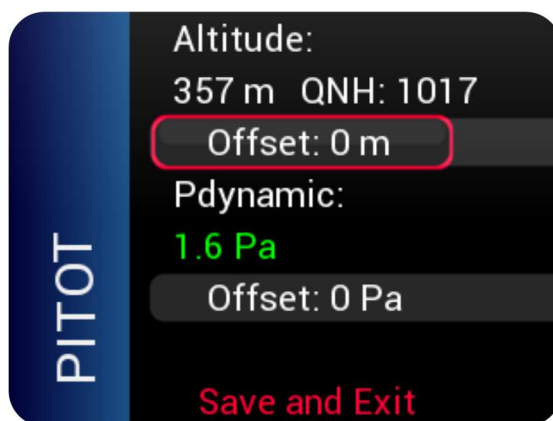 PITOT
Altitude:
357 m QNH: 1017
Offset: 0 m
Pdynamic:
1.6 Pa
Offset: 0 Pa
Save and Exit